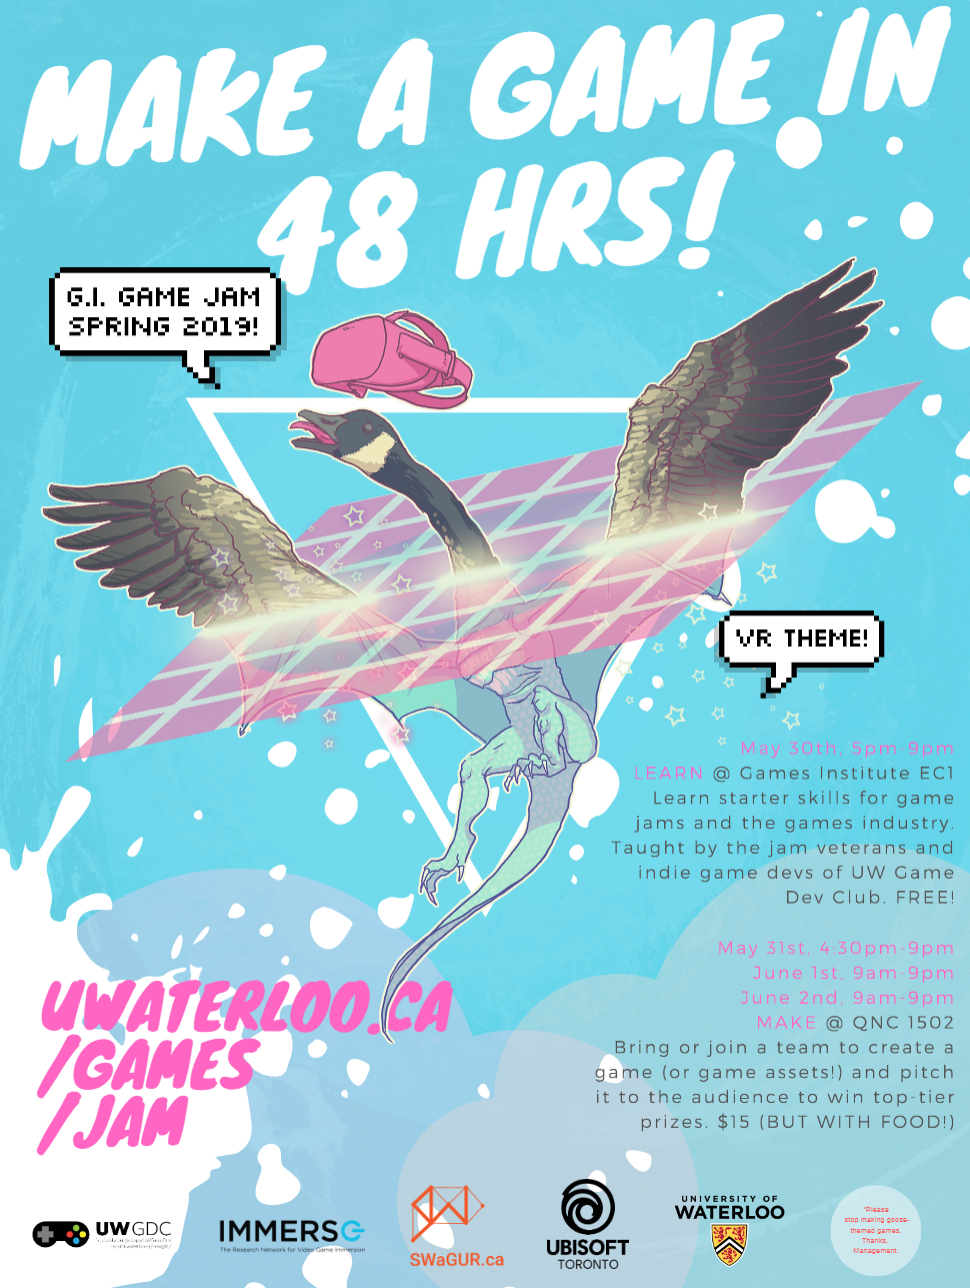 MAKE A GAME IN
48 HRS!
G.I. GAME JAM
SPRING 2019!
VR THEME!
May 30th, 5pm-9pm
LEARN @ Games Institute EC1
Learn starter skills for game
jams and the games industry.
Taught by the jam veterans and
indie game devs of UW Game
Dev Club. FREE!
May 31st, 4:30pm-9pm
June 1st, 9am-9pm
June 2nd, 9am-9pm
MAKE @ QNC 1502
Bring or join a team to create a
game (or game assets!) and pitch
it to the audience to win top-tier
prizes. $15 (BUT WITH FOOD!)
UWATERLOO.CA
/GAMES
/JAM
UWGDC
IMMERSe
The Research Network for Video Game Immersion
SWaGUR.ca
UBISOFT
TORONTO
UNIVERSITY OF
WATERLOO
"Please
stop making goose-
themed games.
Thanks,
Management.